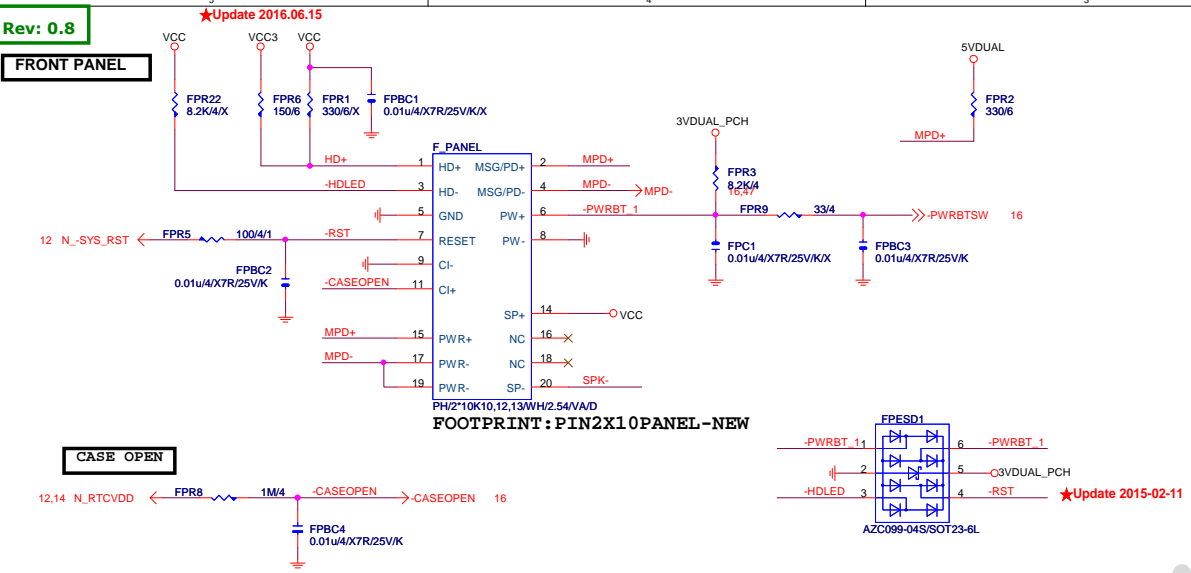 5
4
3
★Update 2016.06.15
Rev: 0.8
FRONT PANEL
VCC
VCC3
VCC
5VDUAL
FPR22
8.2K/4/X
FPR6
150/6
FPR1
330/6/X
FPBC1
0.01u/4/X7R/25V/K/X
FPR2
330/6
MPD+
3VDUAL_PCH
F_PANEL
HD+
1
HD+
MSG/PD+
2
MPD+
-HDLED
3
HD-
MSG/PD-
4
MPD-
MPD-
16,47
FPR3
8.2K/4
5
GND
PW+
6
-PWRBT_1
FPR9
33/4
-PWRBTSW
16
12
N_-SYS_RST
FPR5
100/4/1
-RST
7
RESET
PW-
8
FPC1
0.01u/4/X7R/25V/K/X
FPBC3
0.01u/4/X7R/25V/K
FPBC2
0.01u/4/X7R/25V/K
9
CI-
-CASEOPEN
11
CI+
SP+
14
VCC
MPD+
15
PWR+
NC
16
MPD-
17
PWR-
NC
18
19
PWR-
SP-
20
SPK-
PH/2*10K10,12,13/WH/2.54/VA/D
FOOTPRINT:PIN2X10PANEL-NEW
CASE OPEN
12,14
N_RTCVDD
FPR8
1M/4
-CASEOPEN
-CASEOPEN
16
FPBC4
0.01u/4/X7R/25V/K
FPESD1
-PWRBT_1
1
6
-PWRBT_1
2
5
3VDUAL_PCH
-HDLED
3
4
-RST
★Update 2015-02-11
AZC099-04S/SOT23-6L